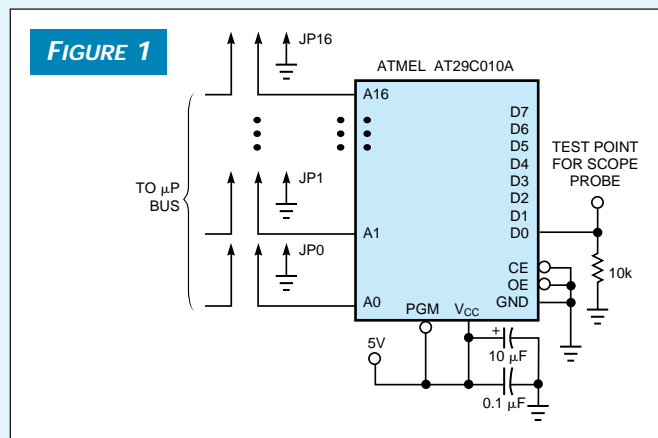 FIGURE 1
JP16
ATMEL AT29C010A
A16
D7
D6
D5
D4
D3
D2
D1
D0
TEST POINT
FOR SCOPE
PROBE
TO µP
BUS
JP1
A1
JP0
A0
10k
CE
OE
GND
PGM
VCC
5V
+
10 µF
0.1 µF